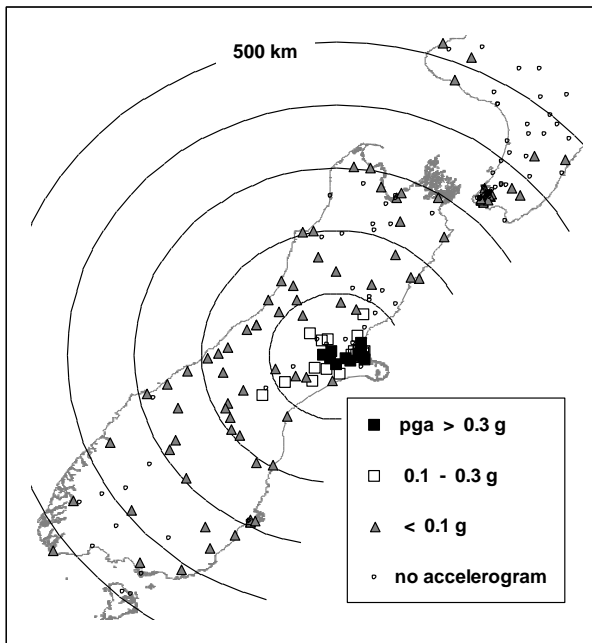 500 km
pga > 0.3 g
0.1 - 0.3 g
< 0.1 g
no accelerogram